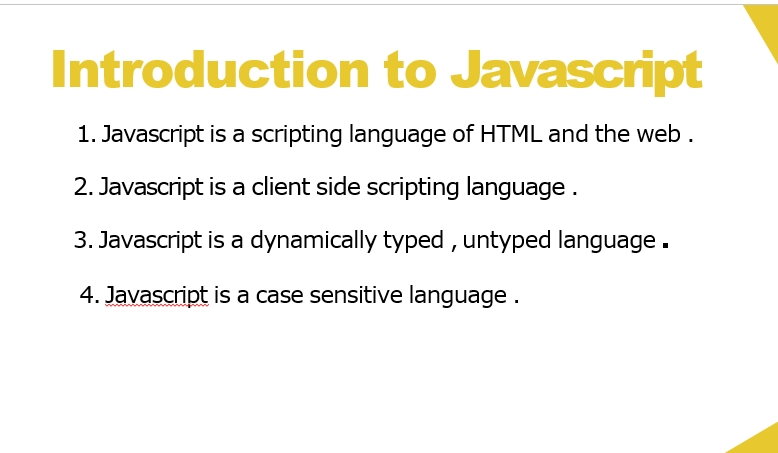 Introduction to Javascript
1. Javascript is a scripting language of HTML and the web .
2. Javascript is a client side scripting language .
3. Javascript is a dynamically typed , untyped language .
4. Javascript is a case sensitive language .